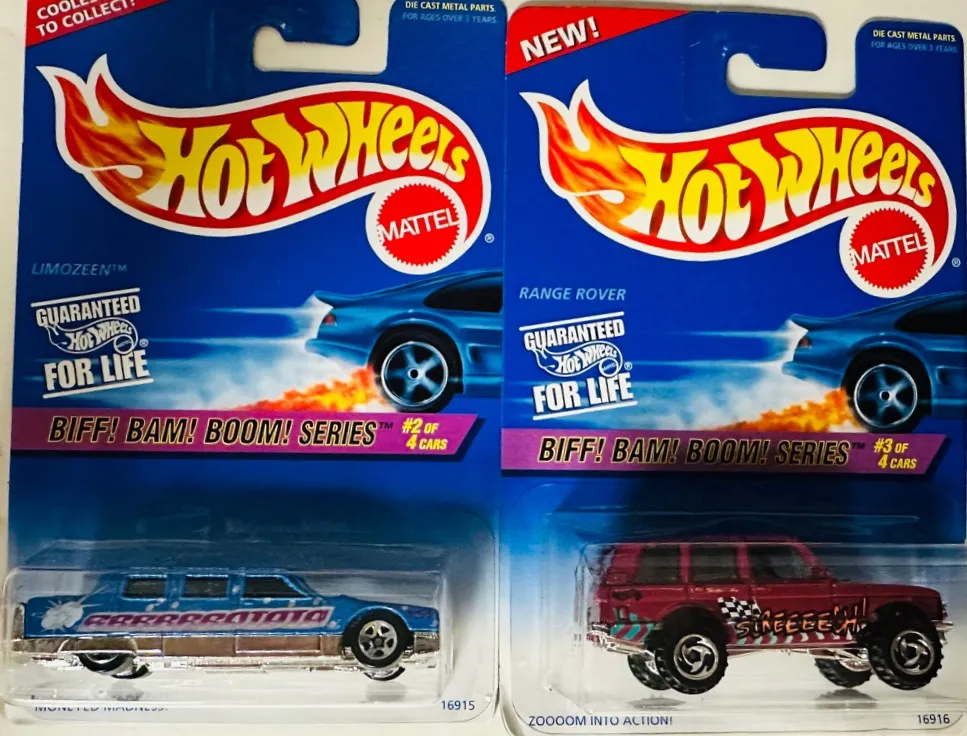 COOLES
TO COLLECT!
DIE CAST METAL PARTS.
FOR AGES OVER 3 YEARS.
HOT WHEELS
MATTEL
®
LIMOZEEN™
GUARANTEED
HOT WHEELS ®
FOR LIFE
BIFF! BAM! BOOM! SERIES™ #2 OF
4 CARS
MONEYED MADNESS!
16915
NEW!
DIE CAST METAL PARTS.
FOR AGES OVER 3 YEARS.
HOT WHEELS
MATTEL
®
RANGE ROVER
GUARANTEED
HOT WHEELS ®
FOR LIFE
BIFF! BAM! BOOM! SERIES™ #3 OF
4 CARS
ZOOOOM INTO ACTION!
16916